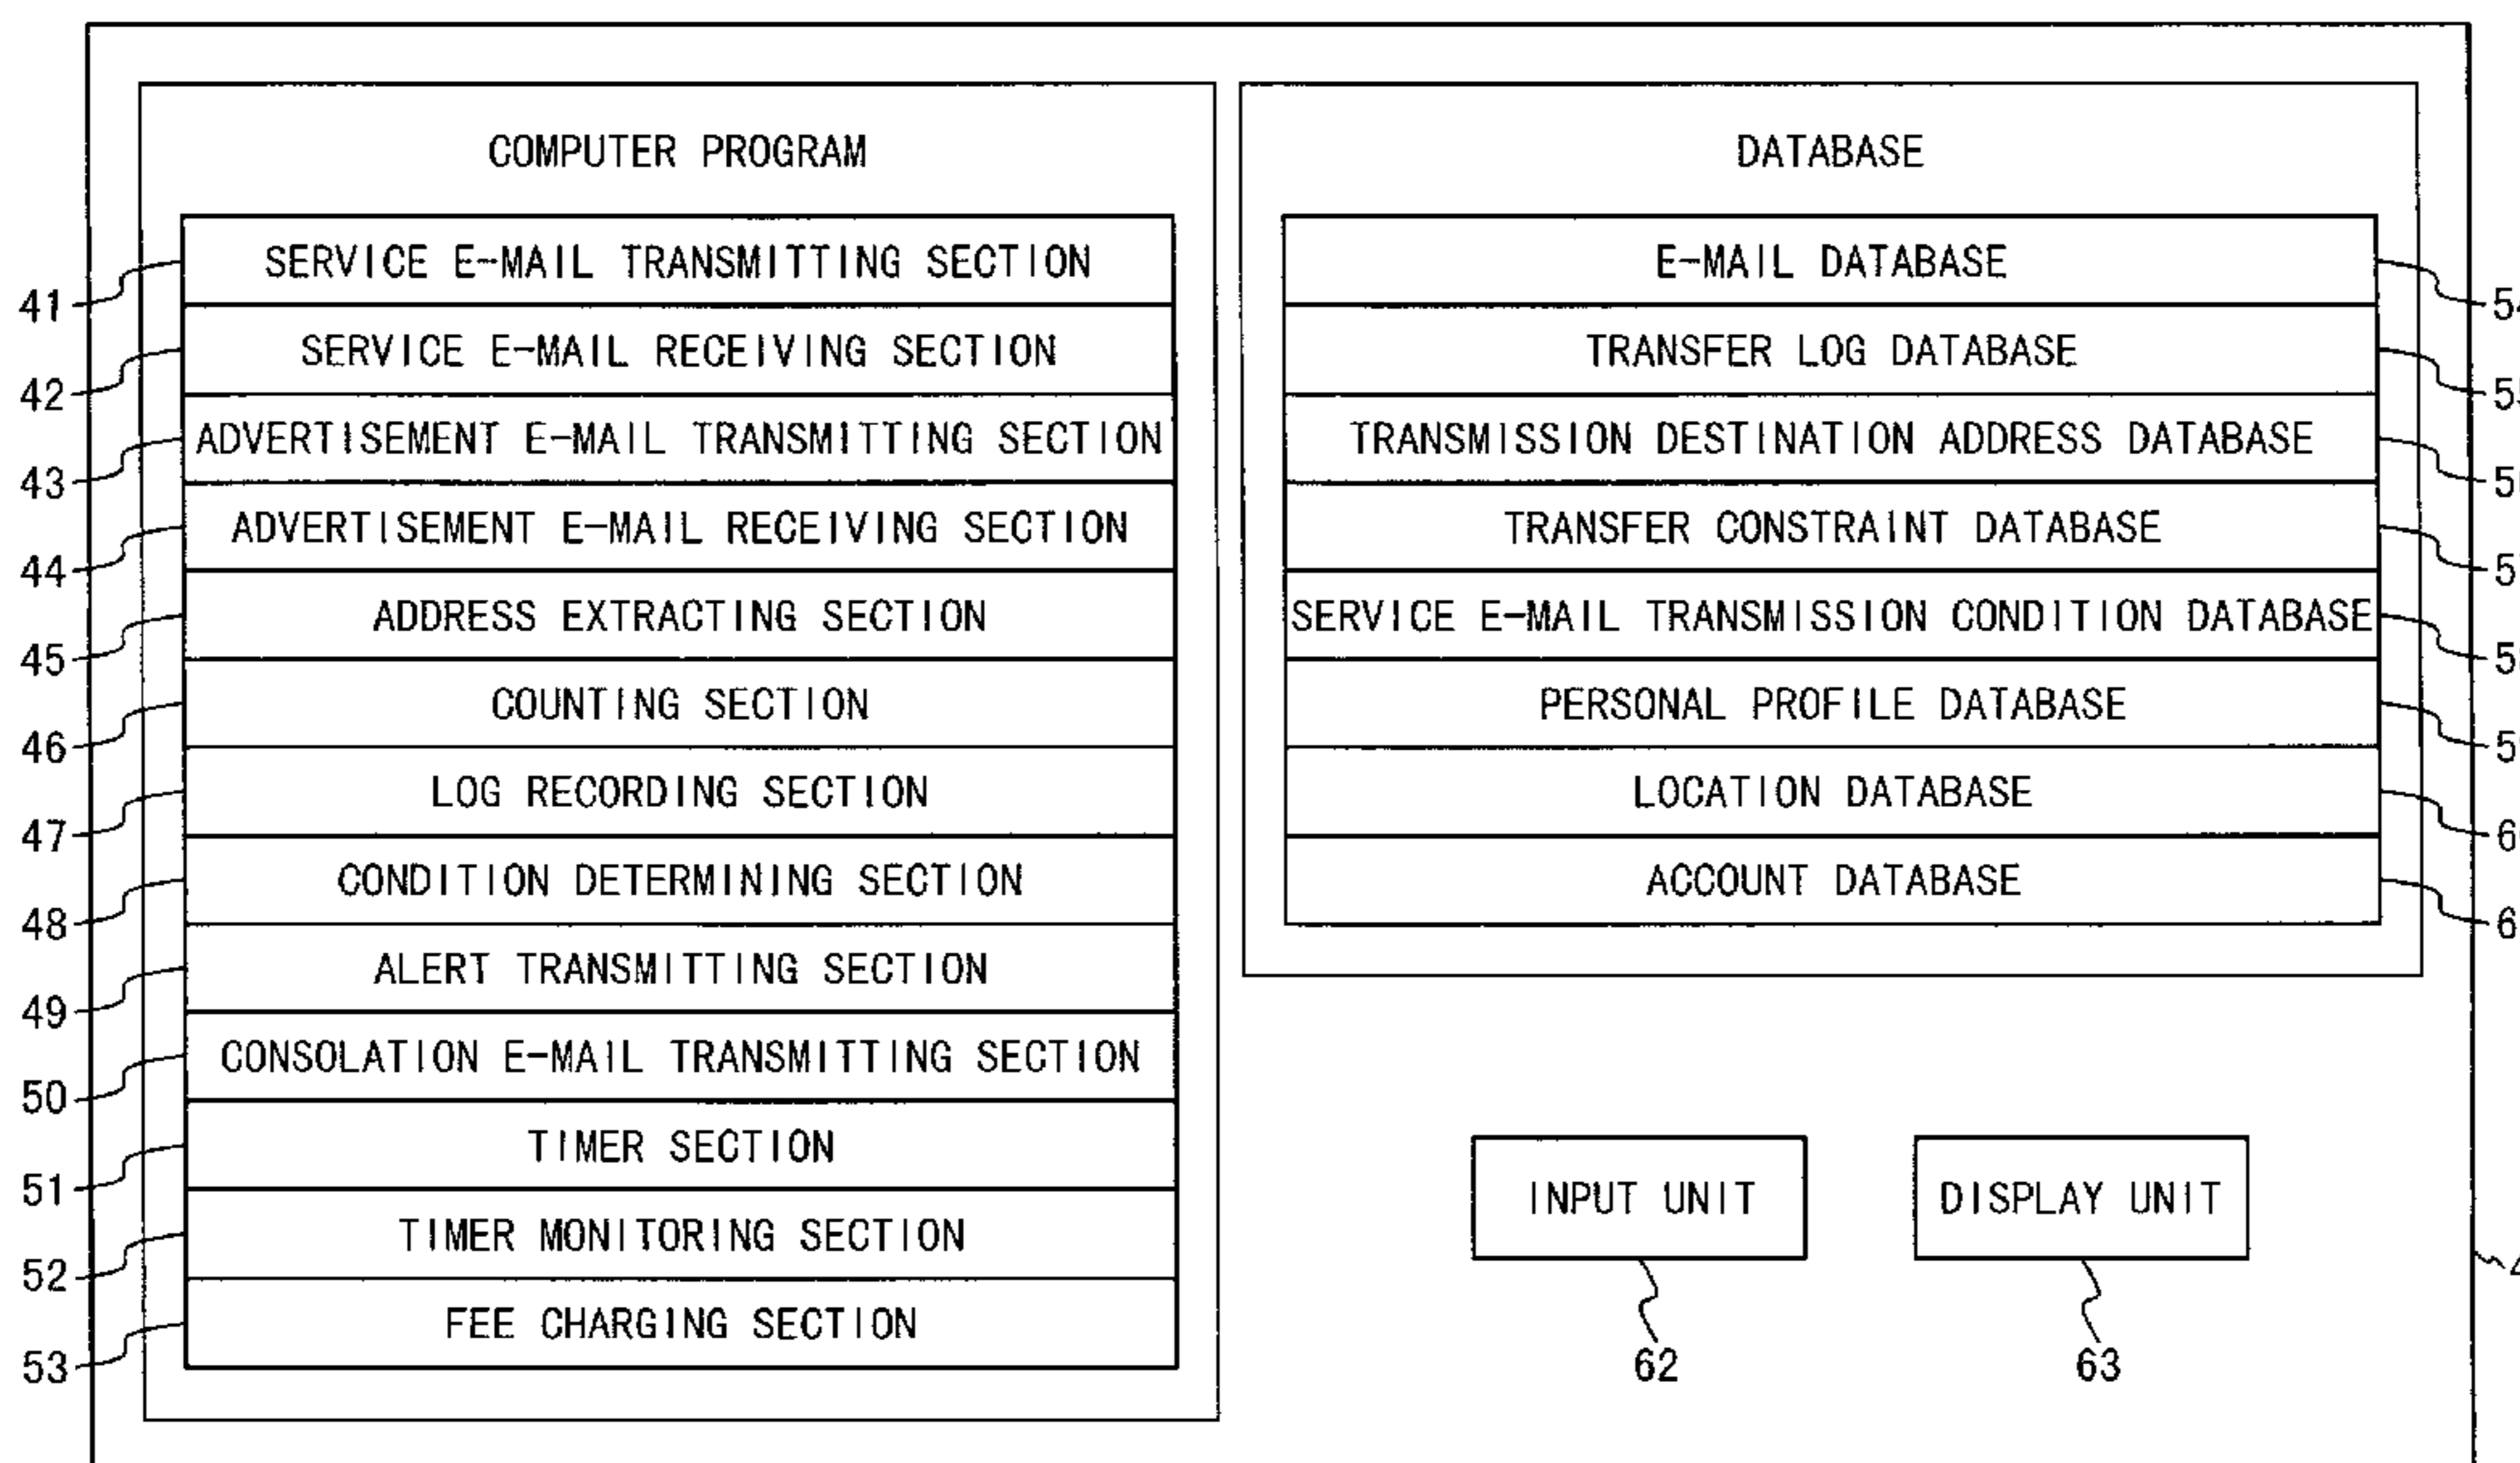 COMPUTER PROGRAM
SERVICE E-MAIL TRANSMITTING SECTION
SERVICE E-MAIL RECEIVING SECTION
ADVERTISEMENT E-MAIL TRANSMITTING SECTION
ADVERTISEMENT E-MAIL RECEIVING SECTION
ADDRESS EXTRACTING SECTION
COUNTING SECTION
LOG RECORDING SECTION
CONDITION DETERMINING SECTION
ALERT TRANSMITTING SECTION
CONSOLATION E-MAIL TRANSMITTING SECTION
TIMER SECTION
TIMER MONITORING SECTION
FEE CHARGING SECTION
41
42
43
44
45
46
47
48
49
50
51
52
53
DATABASE
E-MAIL DATABASE
TRANSFER LOG DATABASE
TRANSMISSION DESTINATION ADDRESS DATABASE
TRANSFER CONSTRAINT DATABASE
SERVICE E-MAIL TRANSMISSION CONDITION DATABASE
PERSONAL PROFILE DATABASE
LOCATION DATABASE
ACCOUNT DATABASE
INPUT UNIT
DISPLAY UNIT
62
63